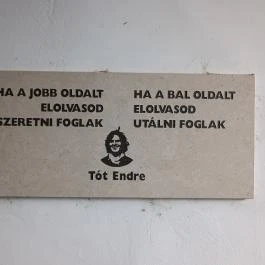 HA A JOBB OLDALT
ELOLVASOD
SZERETNI FOGLAK
HA A BAL OLDALT
ELOLVASOD
UTÁLNI FOGLAK
Tót Endre